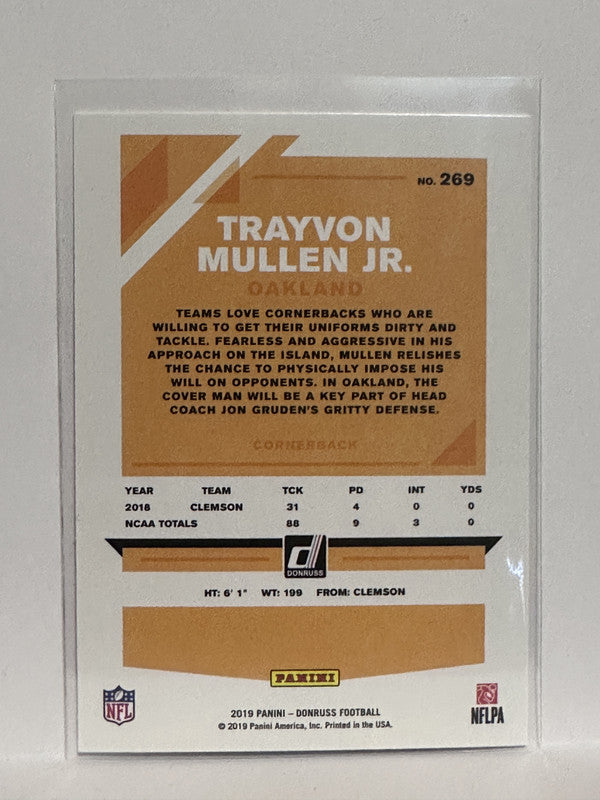 NO. 269
TRAYVON
MULLEN JR.
OAKLAND
TEAMS LOVE CORNERBACKS WHO ARE
WILLING TO GET THEIR UNIFORMS DIRTY AND
TACKLE. FEARLESS AND AGGRESSIVE IN HIS
APPROACH ON THE ISLAND, MULLEN RELISHES
THE CHANCE TO PHYSICALLY IMPOSE HIS
WILL ON OPPONENTS. IN OAKLAND, THE
COVER MAN WILL BE A KEY PART OF HEAD
COACH JON GRUDEN'S GRITTY DEFENSE.
CORNERBACK
YEAR TEAM TCK PD INT YDS
2018 CLEMSON 31 4 0 0
NCAA TOTALS 88 9 3 0
d
DONRUSS
HT: 6' 1" WT: 199 FROM: CLEMSON
PANINI
NFL
2019 PANINI – DONRUSS FOOTBALL
© 2019 Panini America, Inc. Printed in the USA.
NFLPA